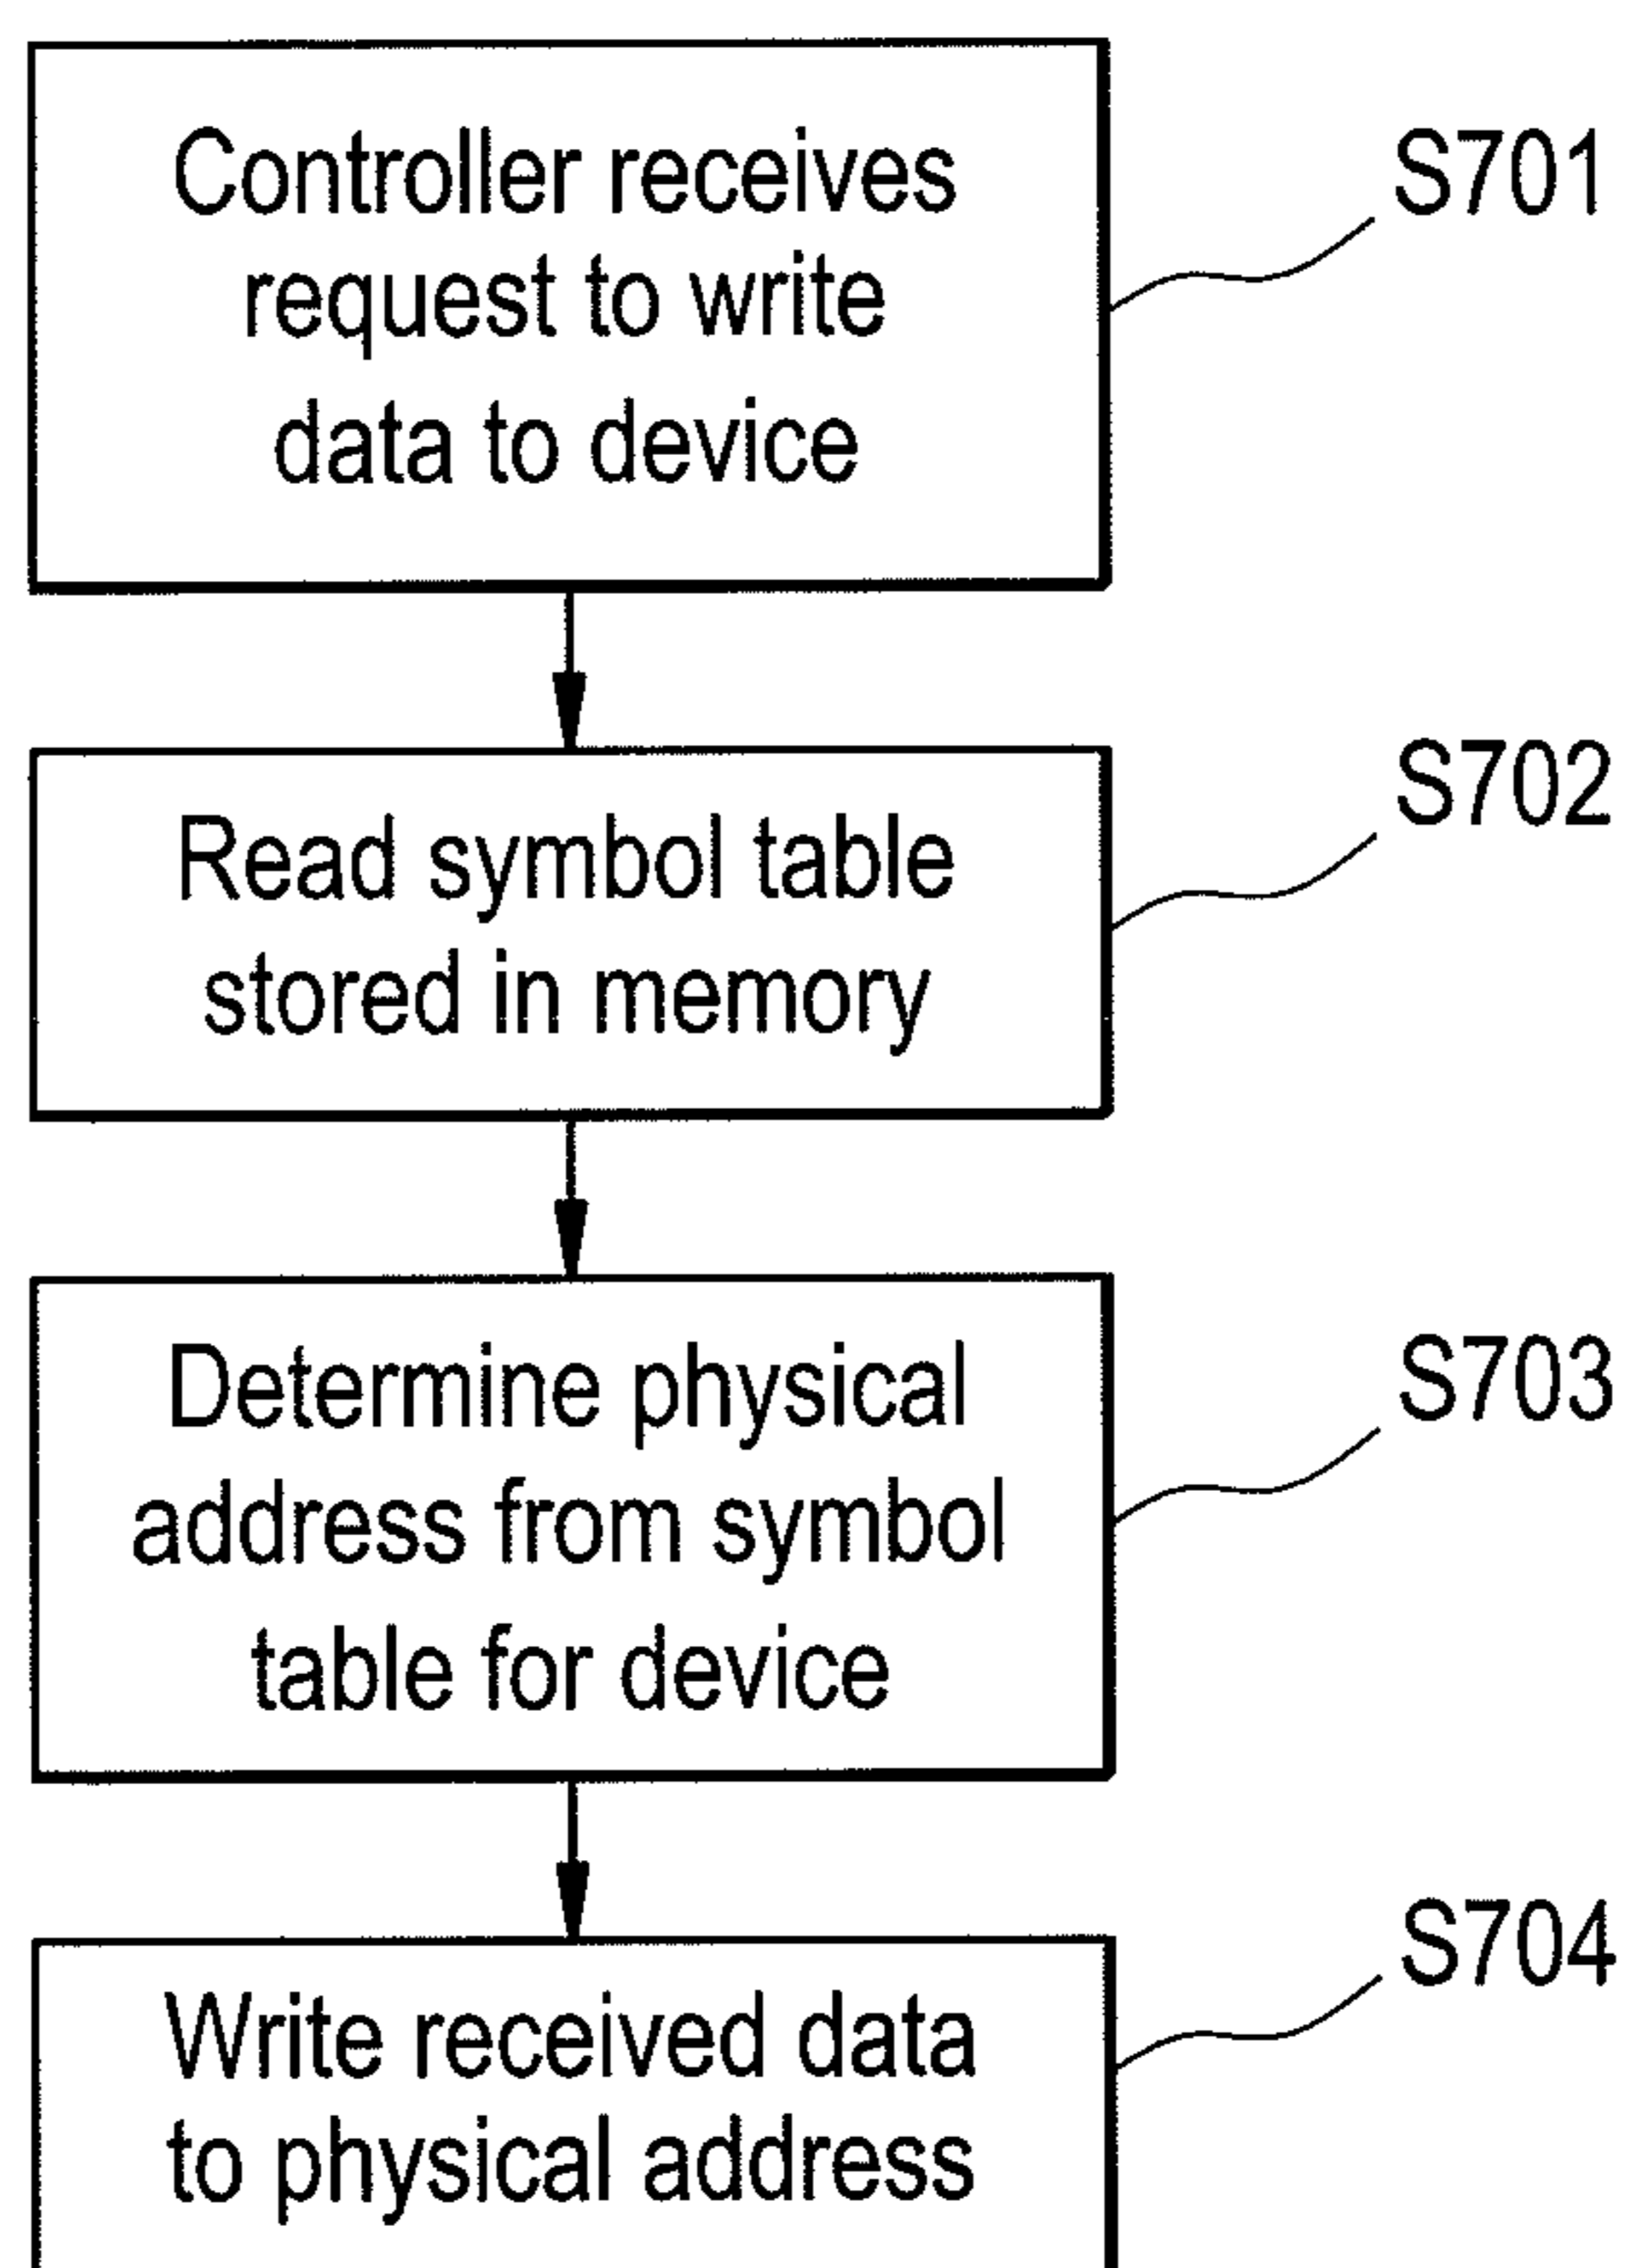 Controller receives
request to write
data to device
S701
Read symbol table
stored in memory
S702
Determine physical
address from symbol
table for device
S703
Write received data
to physical address
S704